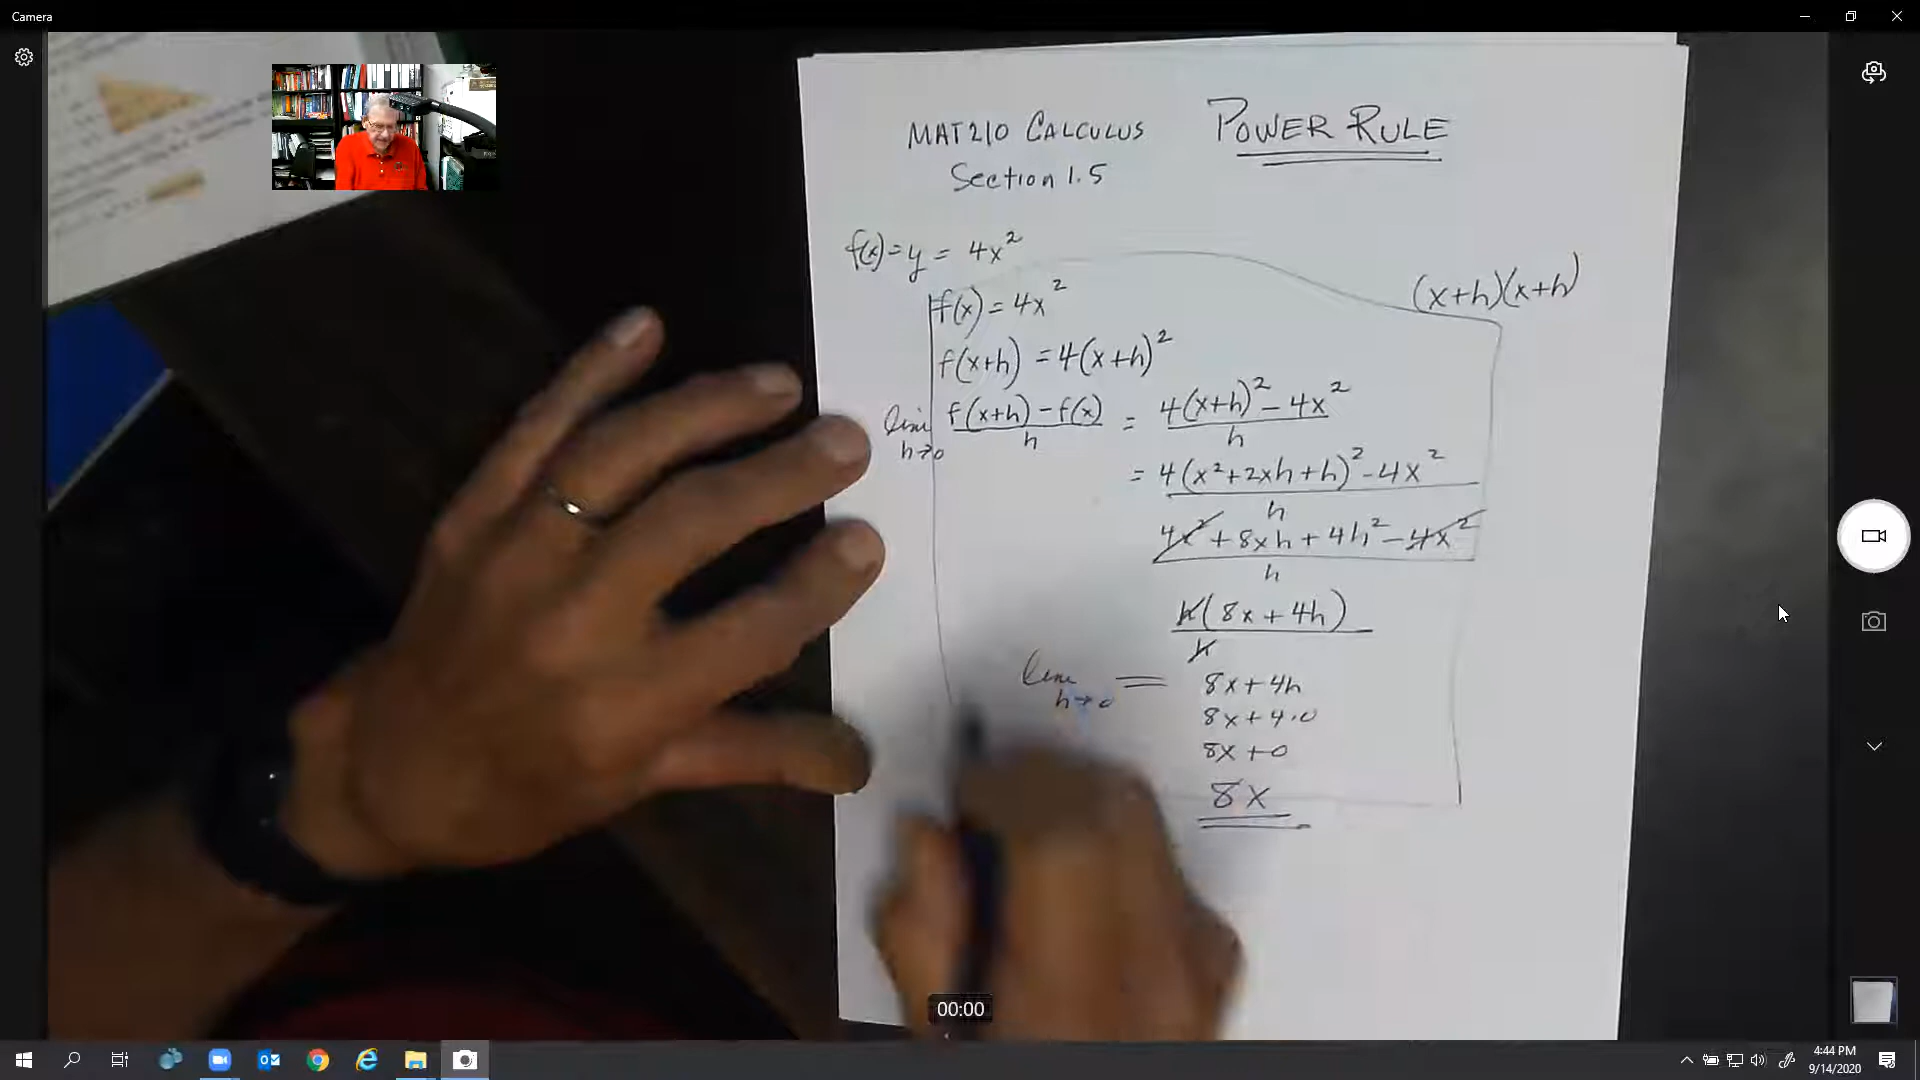 Camera
MAT210 CALCULUS POWER RULE
Section 1.5
f(x) = y = 4x²
(x+h)(x+h)
f(x) = 4x²
f(x+h) = 4(x+h)²
lim h→0 f(x+h) - f(x) / h = 4(x+h)² - 4x² / h
= 4(x²+2xh+h)² - 4x² / h
4x² + 8xh + 4h² - 4x² / h
h(8x + 4h) / h
lim h→0 = 8x + 4h
8x + 4·0
8x + 0
8x
00:00
4:44 PM
9/14/2020